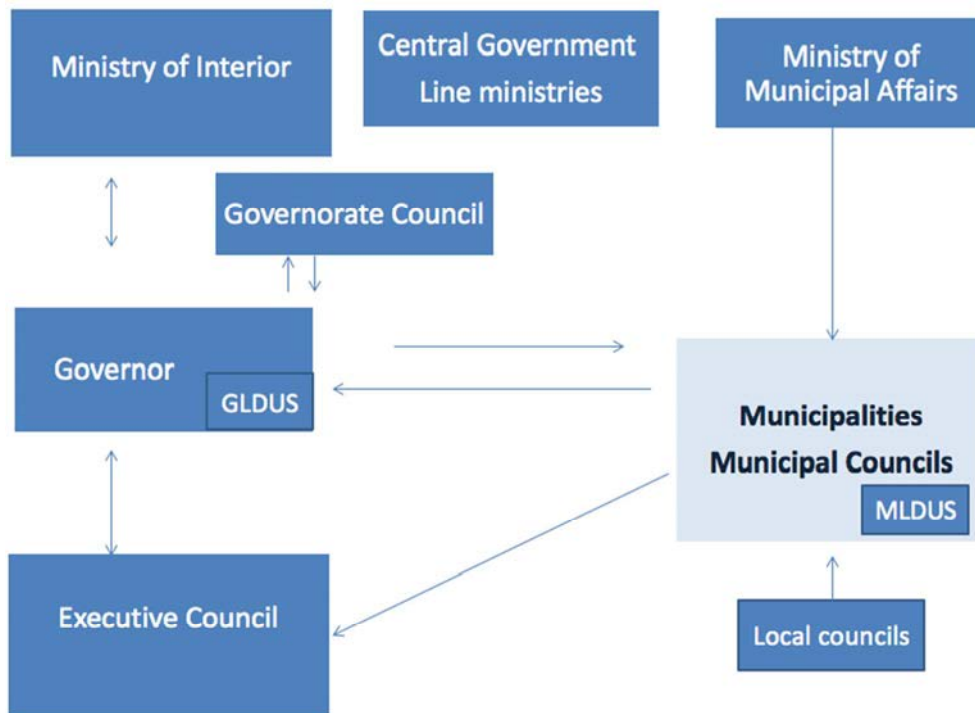 Ministry of Interior
Central Government
Line ministries
Ministry of
Municipal Affairs
Governorate Council
Governor
GLDUS
Municipalities
Municipal Councils
MLDUS
Executive Council
Local councils